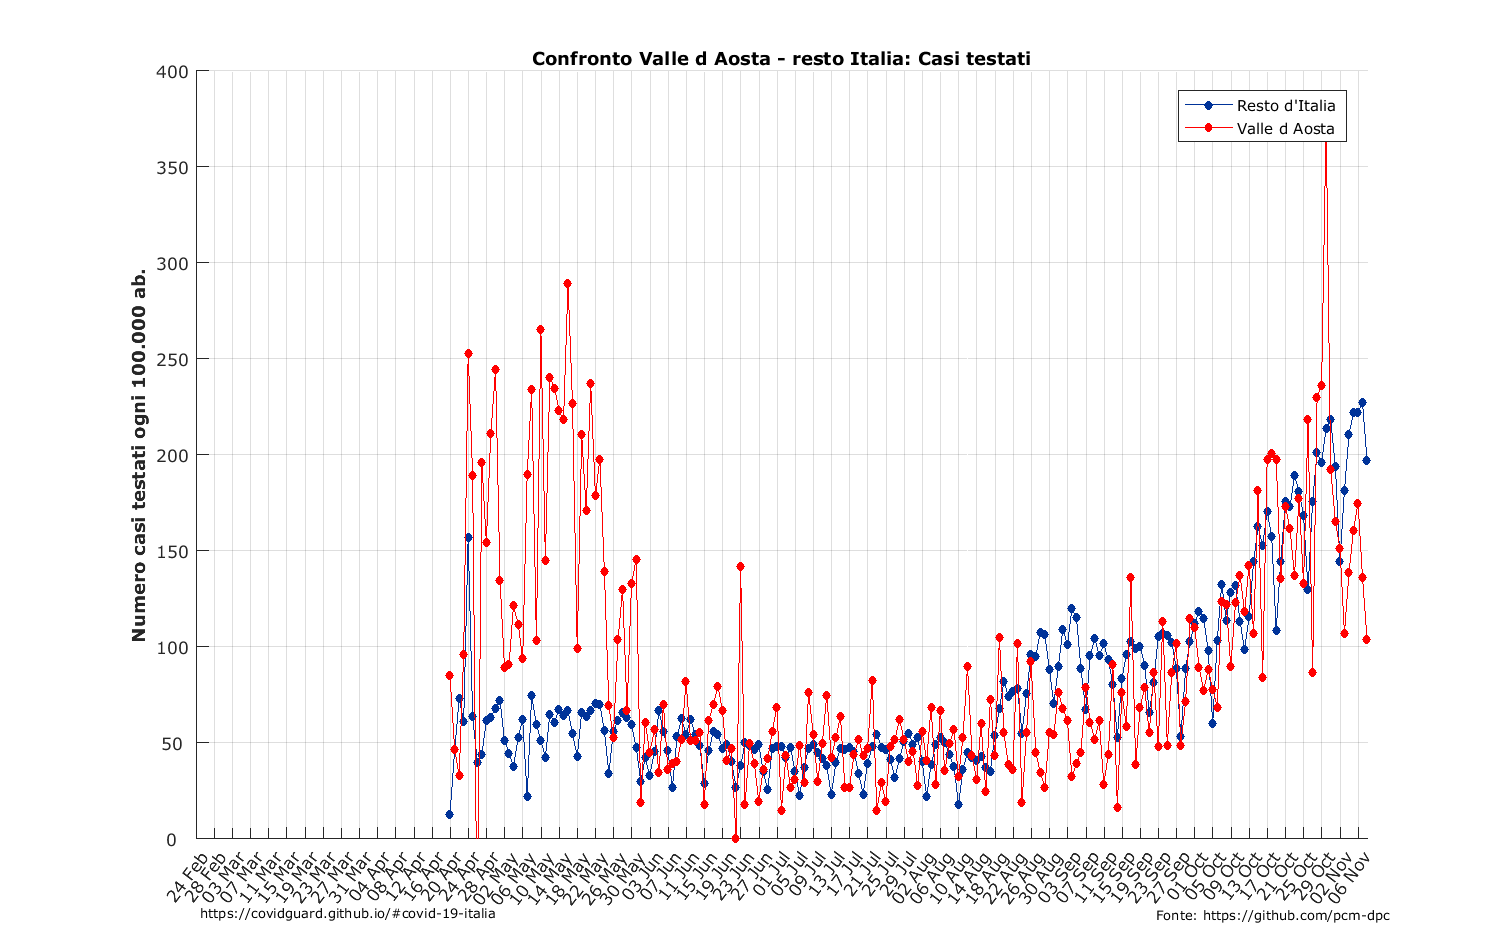 Confronto Valle d Aosta - resto Italia: Casi testati
Resto d'Italia
Valle d Aosta
Numero casi testati ogni 100.000 ab.
400
350
300
250
200
150
100
50
0
24 Feb
28 Feb
03 Mar
07 Mar
11 Mar
15 Mar
19 Mar
23 Mar
27 Mar
31 Mar
04 Apr
08 Apr
12 Apr
16 Apr
20 Apr
24 Apr
28 Apr
02 May
06 May
10 May
14 May
18 May
22 May
26 May
30 May
03 Jun
07 Jun
11 Jun
15 Jun
19 Jun
23 Jun
27 Jun
01 Jul
05 Jul
09 Jul
13 Jul
17 Jul
21 Jul
25 Jul
29 Jul
02 Aug
06 Aug
10 Aug
14 Aug
18 Aug
22 Aug
26 Aug
30 Aug
03 Sep
07 Sep
11 Sep
15 Sep
19 Sep
23 Sep
27 Sep
01 Oct
05 Oct
09 Oct
13 Oct
17 Oct
21 Oct
25 Oct
29 Oct
02 Nov
06 Nov
https://covidguard.github.io/#covid-19-italia
Fonte: https://github.com/pcm-dpc